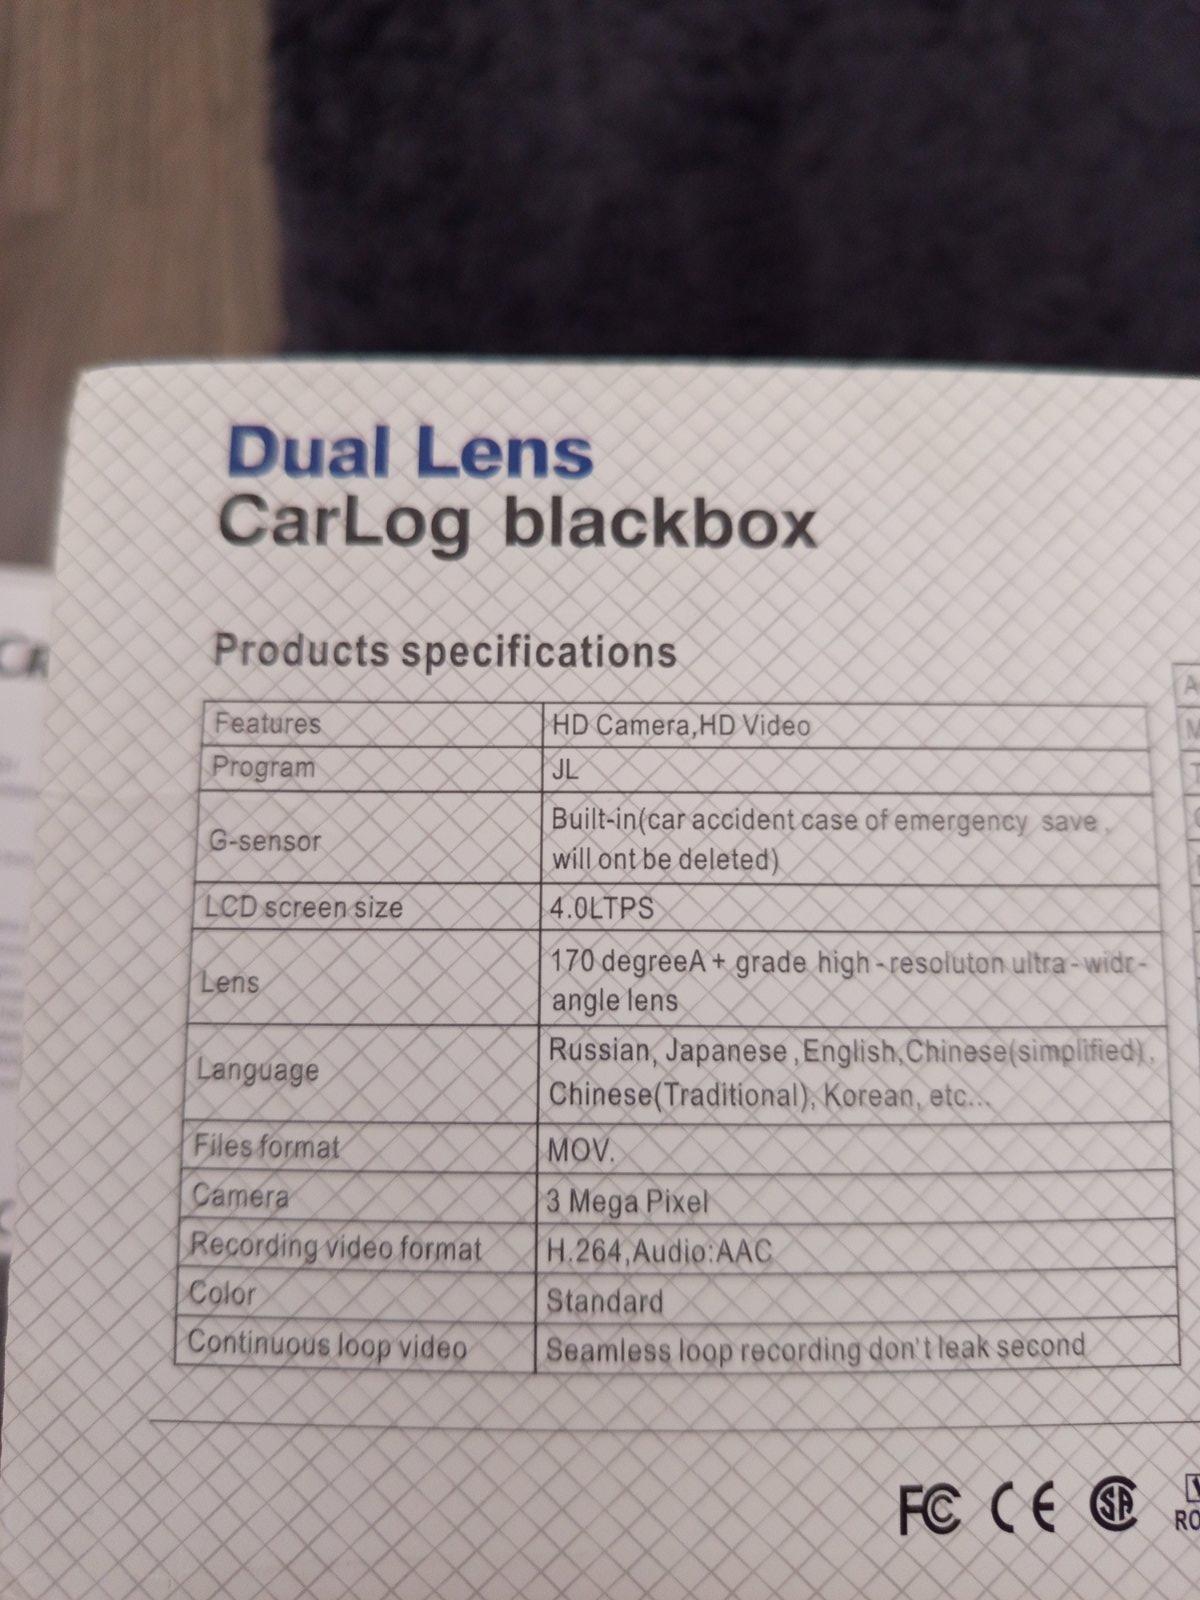 Dual Lens
CarLog blackbox
Products specifications
Features HD Camera,HD Video
Program JL
G-sensor Built-in(car accident case of emergency save,
will ont be deleted)
LCD screen size 4.0LTPS
Lens 170 degreeA+ grade high-resoluton ultra-widr-
angle lens
Language Russian, Japanese ,English,Chinese(simplified),
Chinese(Traditional), Korean, etc...
Files format MOV.
Camera 3 Mega Pixel
Recording video format H.264,Audio:AAC
Color Standard
Continuous loop video Seamless loop recording don't leak second
FC CE SA